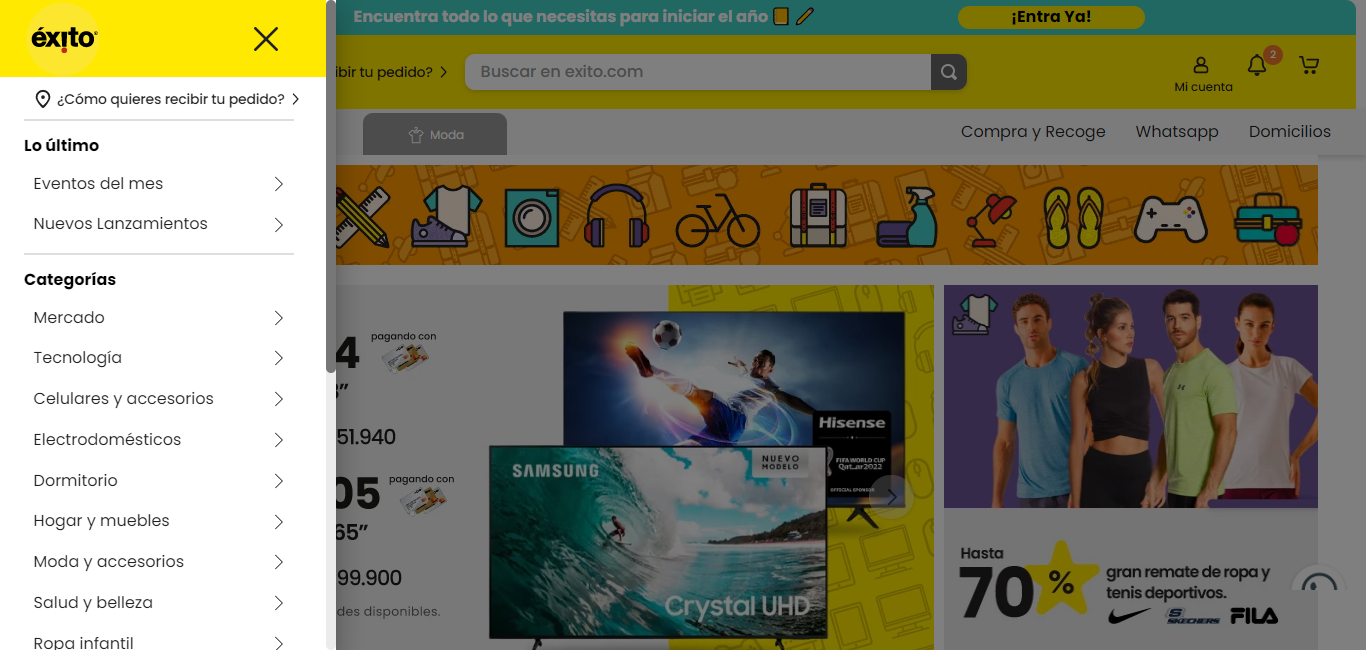 éxito
¿Cómo quieres recibir tu pedido?
Lo último
Eventos del mes
Nuevos Lanzamientos
Categorías
Mercado
Tecnología
Celulares y accesorios
Electrodomésticos
Dormitorio
Hogar y muebles
Moda y accesorios
Salud y belleza
Ropa infantil
Encuentra todo lo que necesitas para iniciar el año
¡Entra Ya!
ibir tu pedido?
Buscar en exito.com
2
Mi cuenta
Moda
Compra y Recoge
Whatsapp
Domicilios
4
pagando con
3”
51.940
05
pagando con
65”
99.900
des disponibles.
Hisense
FIFA WORLD CUP
Qatar2022
OFFICIAL SPONSOR
SAMSUNG
NUEVO
MODELO
Crystal UHD
Hasta
70%
gran remate de ropa y
tenis deportivos.
SKECHERS
FILA